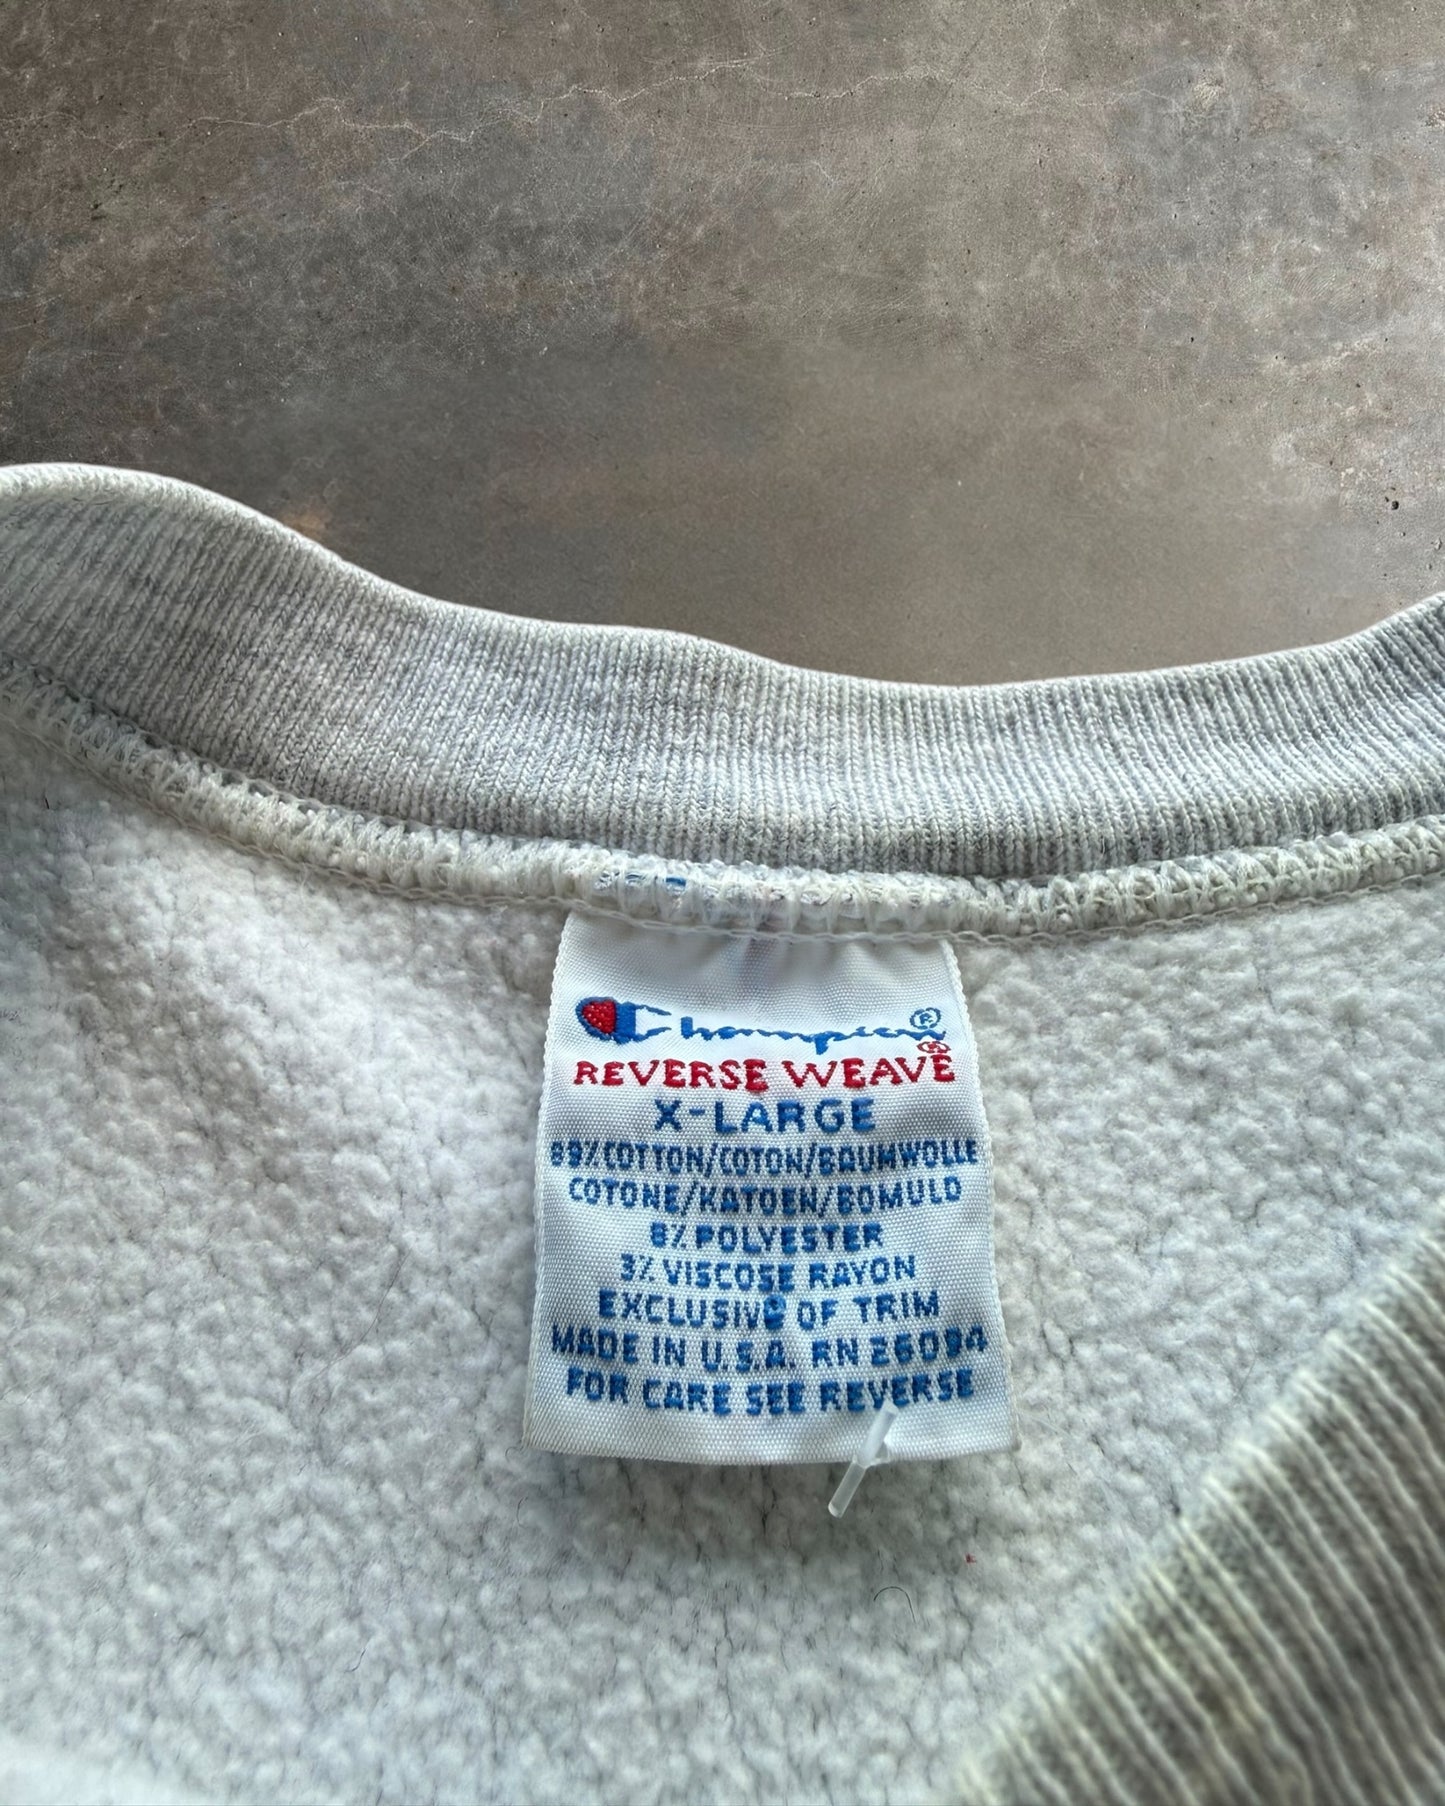 Champion®
REVERSE WEAVE®
X-LARGE
89% COTTON/COTON/BAUMWOLLE
COTONE/KATOEN/BOMULD
8% POLYESTER
3% VISCOSE RAYON
EXCLUSIVE OF TRIM
MADE IN U.S.A. RN 26094
FOR CARE SEE REVERSE